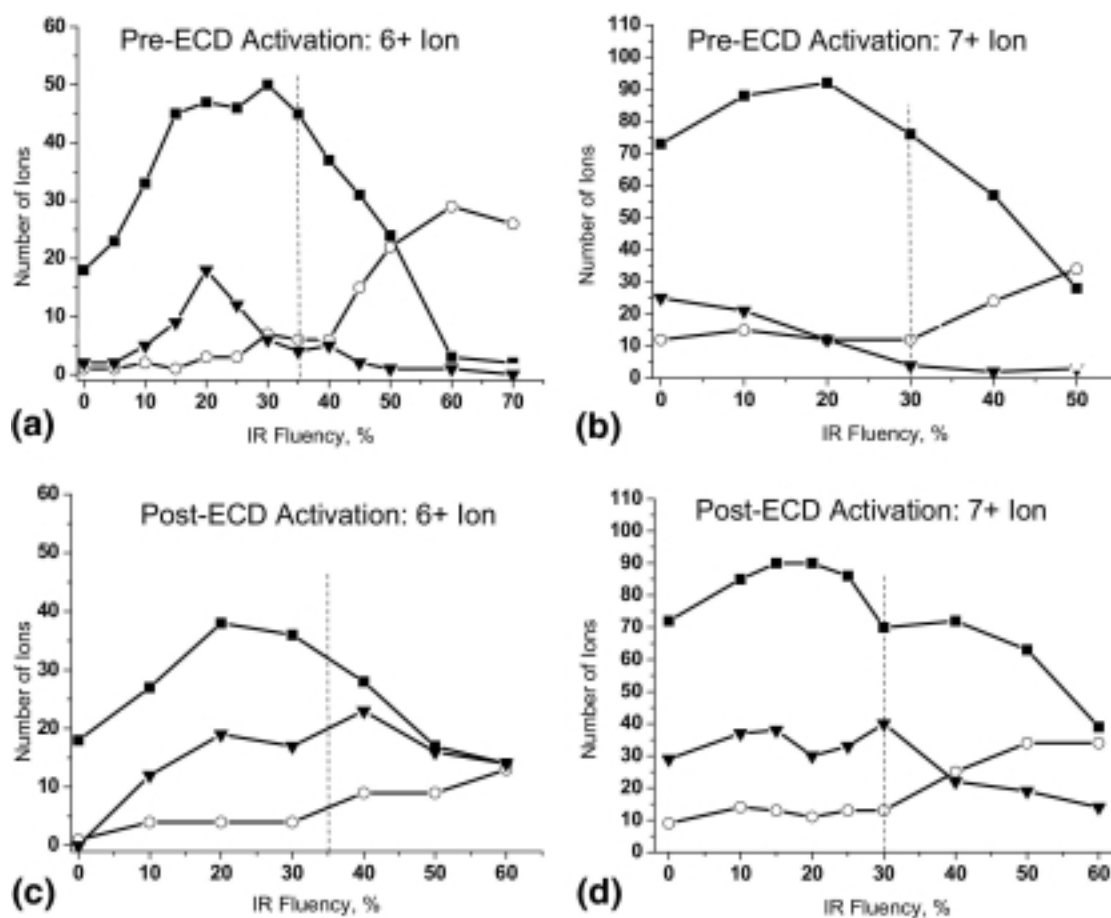 Pre-ECD Activation: 6+ Ion
Number of Ions
60
50
40
30
20
10
0
0 10 20 30 40 50 60 70
IR Fluency, %
(a)
Pre-ECD Activation: 7+ Ion
Number of Ions
110
100
90
80
70
60
50
40
30
20
10
0
0 10 20 30 40 50
IR Fluency, %
(b)
Post-ECD Activation: 6+ Ion
Number of Ions
60
50
40
30
20
10
0
0 10 20 30 40 50 60
IR Fluency, %
(c)
Post-ECD Activation: 7+ Ion
Number of Ions
110
100
90
80
70
60
50
40
30
20
10
0
0 10 20 30 40 50 60
IR Fluency, %
(d)